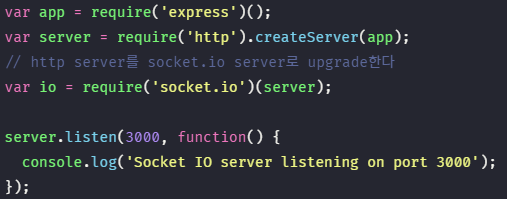 var app = require('express')();
var server = require('http').createServer(app);
// http server를 socket.io server로 upgrade한다
var io = require('socket.io')(server);

server.listen(3000, function() {
  console.log('Socket IO server listening on port 3000');
});